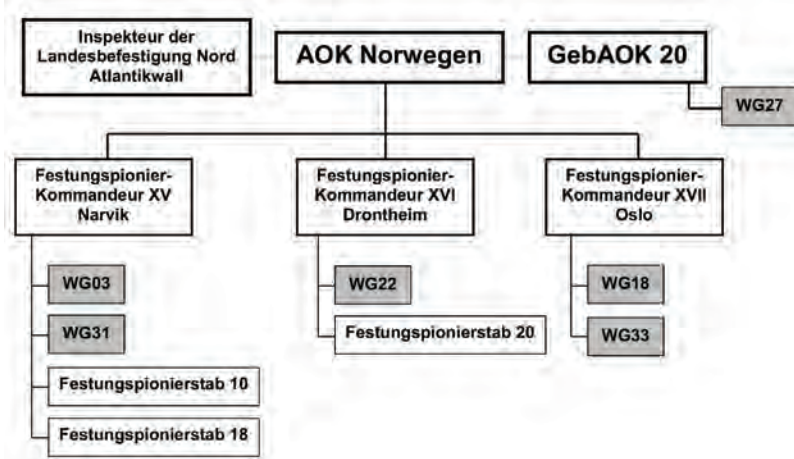 Inspekteur der
Landesbefestigung Nord
Atlantikwall
AOK Norwegen
GebAOK 20
WG27
Festungspionier-
Kommandeur XV
Narvik
WG03
WG31
Festungspionierstab 10
Festungspionierstab 18
Festungspionier-
Kommandeur XVI
Drontheim
WG22
Festungspionierstab 20
Festungspionier-
Kommandeur XVII
Oslo
WG18
WG33